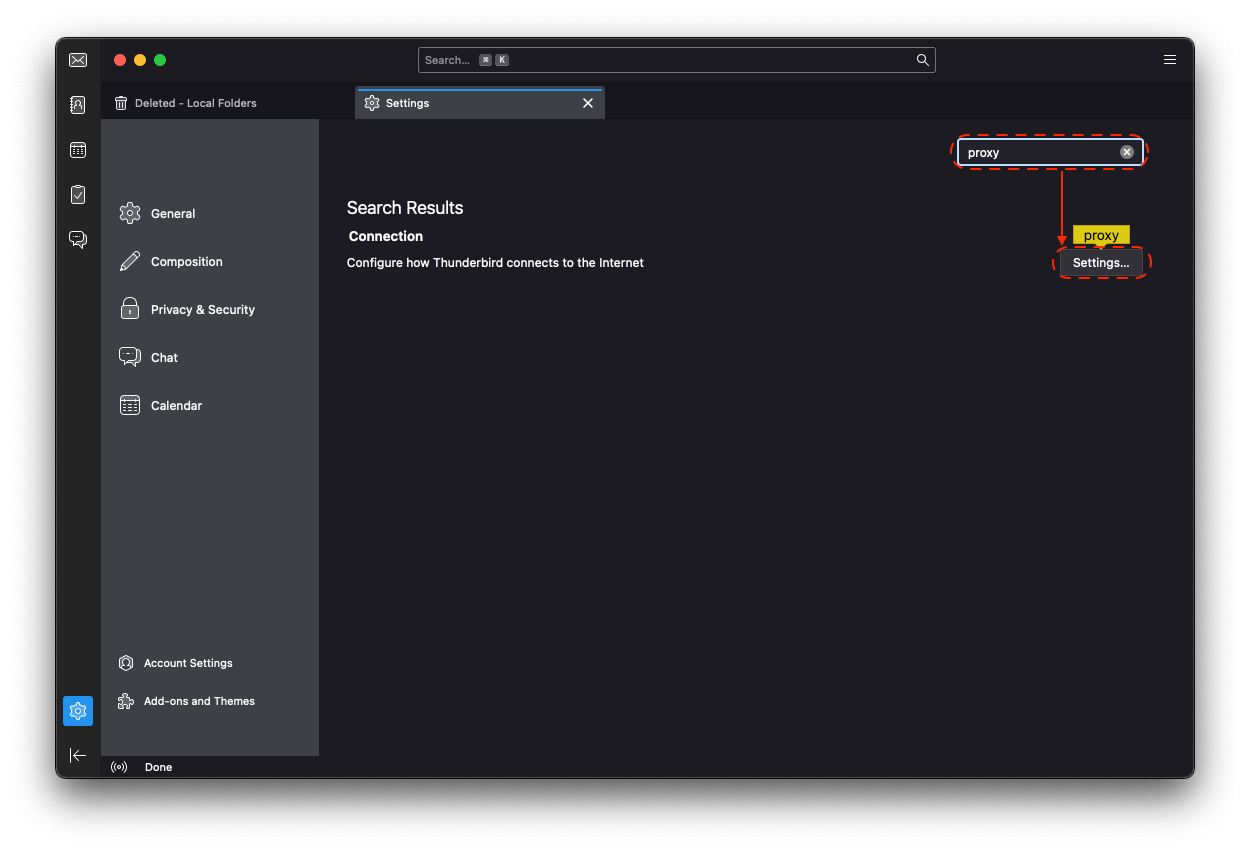 Search... ⌘ K
Deleted - Local Folders
Settings
proxy
General
Composition
Privacy & Security
Chat
Calendar
Account Settings
Add-ons and Themes
Search Results
Connection
proxy
Configure how Thunderbird connects to the Internet
Settings...
Done